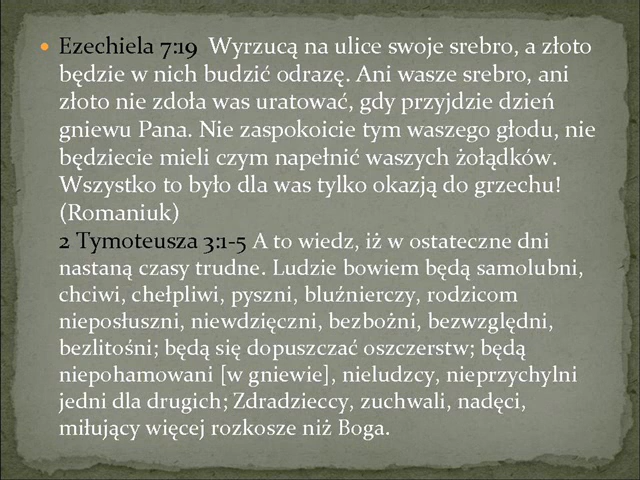 Ezechiela 7:19 Wyrzucą na ulice swoje srebro, a złoto
będzie w nich budzić odrazę. Ani wasze srebro, ani
złoto nie zdoła was uratować, gdy przyjdzie dzień
gniewu Pana. Nie zaspokoicie tym waszego głodu, nie
będziecie mieli czym napełnić waszych żołądków.
Wszystko to było dla was tylko okazją do grzechu!
(Romaniuk)
2 Tymoteusza 3:1-5 A to wiedz, iż w ostateczne dni
nastaną czasy trudne. Ludzie bowiem będą samolubni,
chciwi, chełpliwi, pyszni, bluźnierczy, rodzicom
nieposłuszni, niewdzięczni, bezbożni, bezwzględni,
bezlitośni; będą się dopuszczać oszczerstw; będą
niepohamowani [w gniewie], nieludzcy, nieprzychylni
jedni dla drugich; Zdradzieccy, zuchwali, nadęci,
miłujący więcej rozkosze niż Boga.